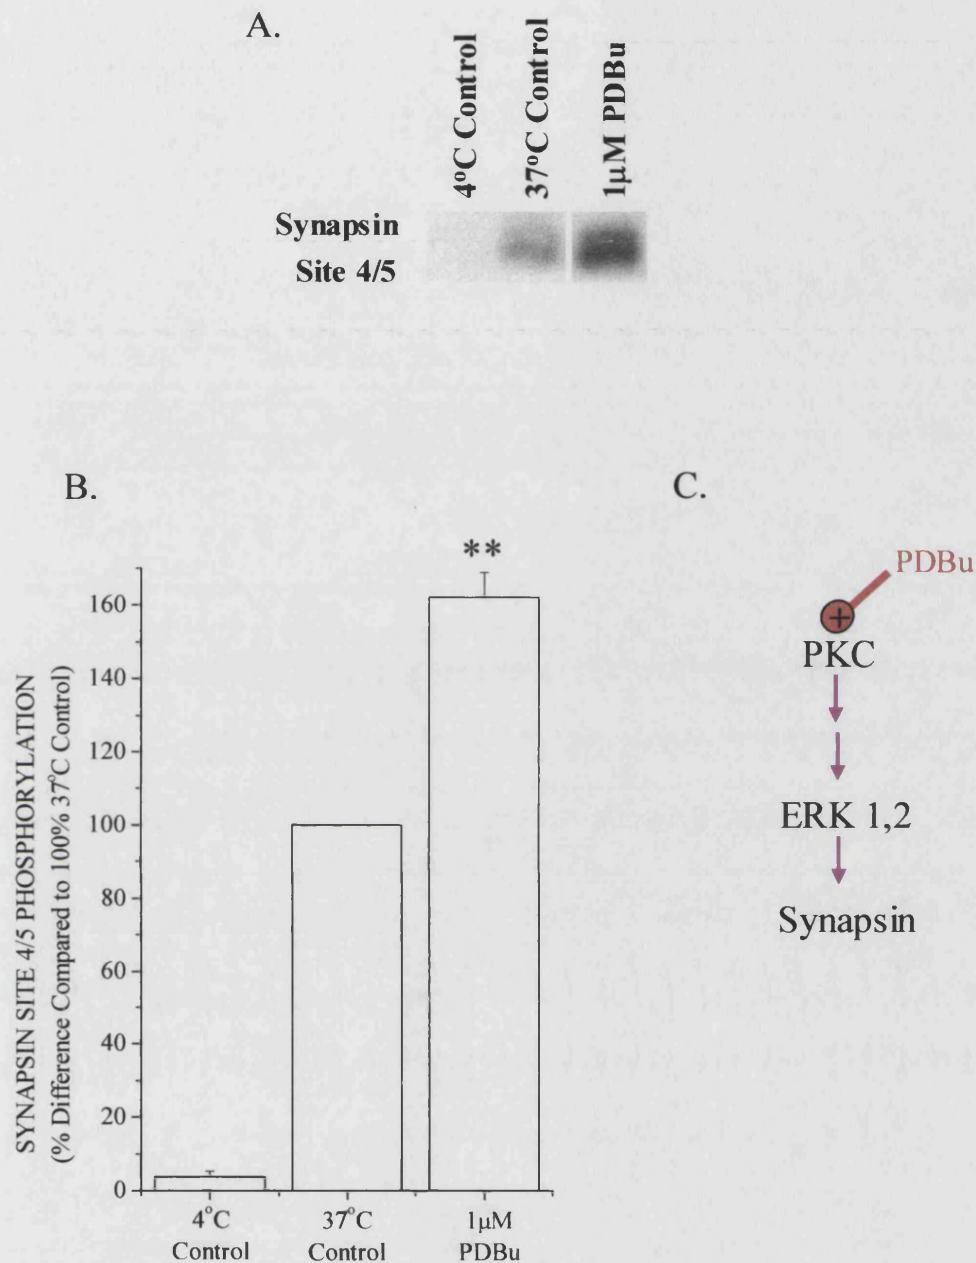 A.
4°C Control
37°C Control
1µM PDBu
Synapsin
Site 4/5
B.
**
SYNAPSIN SITE 4/5 PHOSPHORYLATION
(% Difference Compared to 100% 37°C Control)
160
140
120
100
80
60
40
20
0
4°C
Control
37°C
Control
1µM
PDBu
C.
PDBu
+
PKC
ERK 1,2
Synapsin